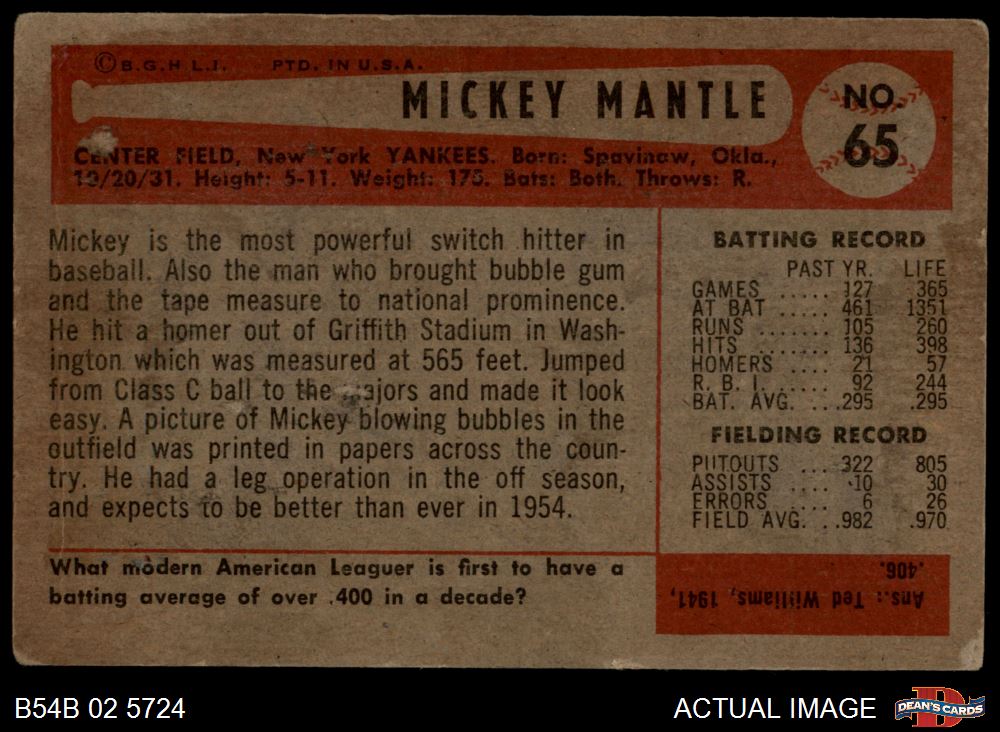 ©B.G.H.L.I. PTD. IN U.S.A.
MICKEY MANTLE
NO. 65
CENTER FIELD, New York YANKEES. Born: Spavinaw, Okla.,
10/20/31. Height: 5-11. Weight: 175. Bats: Both. Throws: R.
Mickey is the most powerful switch hitter in
baseball. Also the man who brought bubble gum
and the tape measure to national prominence.
He hit a homer out of Griffith Stadium in Wash-
ington which was measured at 565 feet. Jumped
from Class C ball to the majors and made it look
easy. A picture of Mickey blowing bubbles in the
outfield was printed in papers across the coun-
try. He had a leg operation in the off season,
and expects to be better than ever in 1954.
BATTING RECORD
PAST YR. LIFE
GAMES ..... 127 365
AT BAT ..... 461 1351
RUNS ....... 105 260
HITS ....... 136 398
HOMERS .... 21 57
R. B. I. ..... 92 244
BAT. AVG. ...295 .295
FIELDING RECORD
PUTOUTS ... 322 805
ASSISTS .... 10 30
ERRORS .... 6 26
FIELD AVG. ..982 .970
What modern American Leaguer is first to have a
batting average of over .400 in a decade?
Ans.: Ted Williams, 1941,
.406.
B54B 02 5724
ACTUAL IMAGE
D
DEAN'S CARDS